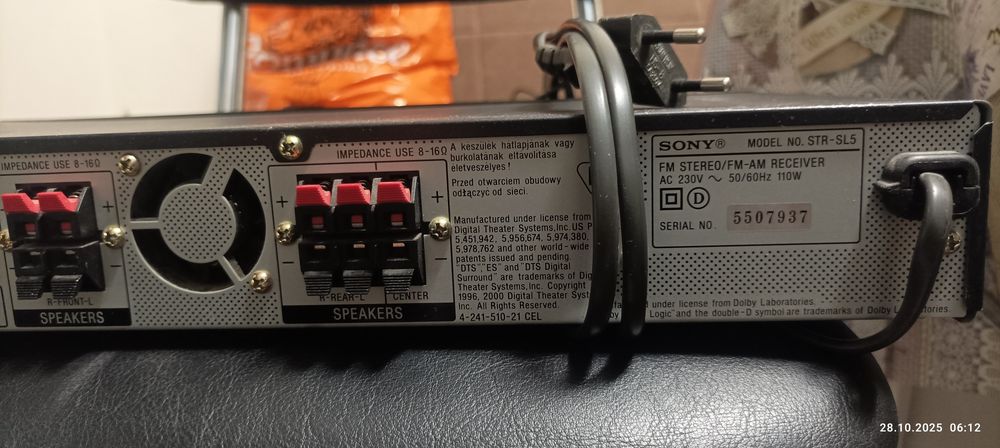 IMPEDANCE USE 8-16Ω
+
−
R-FRONT-L
SPEAKERS
IMPEDANCE USE 8-16Ω
+
+
−
−
R-REAR-L
CENTER
SPEAKERS
A keszulek hatlapjanak vagy
burkolatanak eltavolitasa
eletveszelyes!
Przed otwarciem obudowy
odłączyc od sieci.
Manufactured under license from
Digital Theater Systems, Inc. US P
5,451,942, 5,956,674, 5,974,380,
5,978,762 and other world-wide
patents issued and pending.
"DTS","ES" and "DTS Digital
Surround" are trademarks of Dig
Theater Systems, Inc. Copyright
1996, 2000 Digital Theater Syst
Inc. All Rights Reserved.
4-241-510-21 CEL
SONY® MODEL NO. STR-SL5
FM STEREO/FM-AM RECEIVER
AC 230V ～ 50/60Hz 110W
D
SERIAL NO. 5507937
under license from Dolby Laboratories.
Logic and the double-D symbol are trademarks of Dolby Laboratories.
28.10.2025 06:12